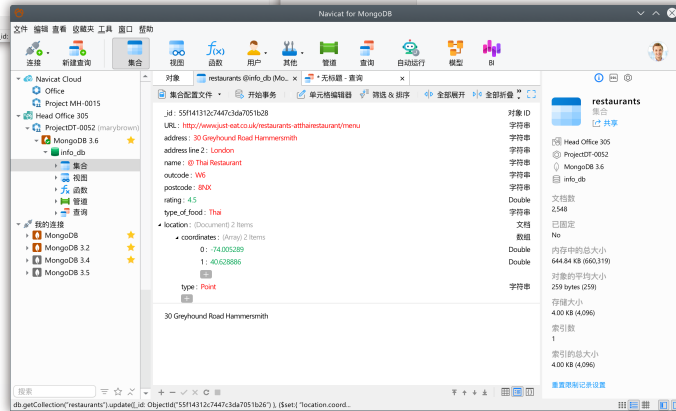 Navicat for MongoDB
文件 编辑 查看 收藏夹 工具 窗口 帮助
连接 新建查询 集合 视图 函数 用户 其他 管道 查询 自动运行 模型 BI
对象 restaurants @info_db (Mo... * 无标题 - 查询
集合配置文件 开始事务 单元格编辑器 筛选 & 排序 全部展开 全部折叠
Navicat Cloud
Office
Project MH-0015
Head Office 305
ProjectDT-0052 (marybrown)
MongoDB 3.6
info_db
集合
视图
函数
管道
查询
我的连接
MongoDB
MongoDB 3.2
MongoDB 3.4
MongoDB 3.5
搜索
_id : 55f14312c7447c3da7051b28 对象 ID
URL : http://www.just-eat.co.uk/restaurants-atthairestaurant/menu 字符串
address : 30 Greyhound Road Hammersmith 字符串
address line 2 : London 字符串
name : @ Thai Restaurant 字符串
outcode : W6 字符串
postcode : 8NX 字符串
rating : 4.5 Double
type_of_food : Thai 字符串
location : (Document) 2 Items 文档
coordinates : (Array) 2 Items 数组
0 : -74.005289 Double
1 : 40.628886 Double
type : Point 字符串
30 Greyhound Road Hammersmith
restaurants
集合
共享
Head Office 305
ProjectDT-0052
MongoDB 3.6
info_db
文档数
2,548
已固定
No
内存中的总大小
644.84 KB (660,319)
对象的平均大小
259 bytes (259)
存储大小
4.00 KB (4,096)
索引数
1
索引的总大小
4.00 KB (4,096)
重置限制记录设置
db.getCollection("restaurants").update({_id: ObjectId("55f14312c7447c3da7051b26") }, {$set:{ "location.coord...